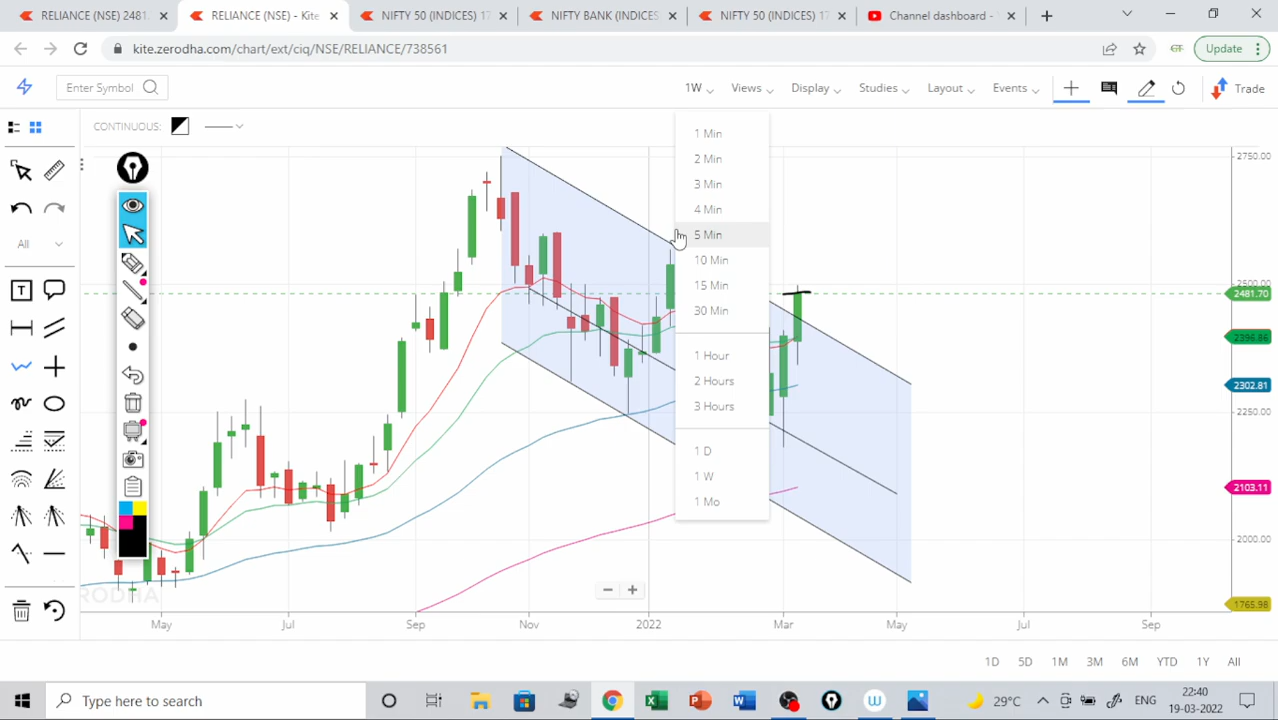 RELIANCE (NSE) 2481.
RELIANCE (NSE) - Kite
NIFTY 50 (INDICES) 17
NIFTY BANK (INDICES
NIFTY 50 (INDICES) 17
Channel dashboard -
kite.zerodha.com/chart/ext/ciq/NSE/RELIANCE/738561
Update
Enter Symbol
1W
Views
Display
Studies
Layout
Events
Trade
CONTINUOUS:
All
1 Min
2 Min
3 Min
4 Min
5 Min
10 Min
15 Min
30 Min
1 Hour
2 Hours
3 Hours
1 D
1 W
1 Mo
2750.00
2500.00
2481.70
2396.86
2302.81
2250.00
2103.11
2000.00
1765.98
RODHA
May
Jul
Sep
Nov
2022
Mar
May
Jul
Sep
1D
5D
1M
3M
6M
YTD
1Y
All
Type here to search
29°C
ENG
22:40
19-03-2022